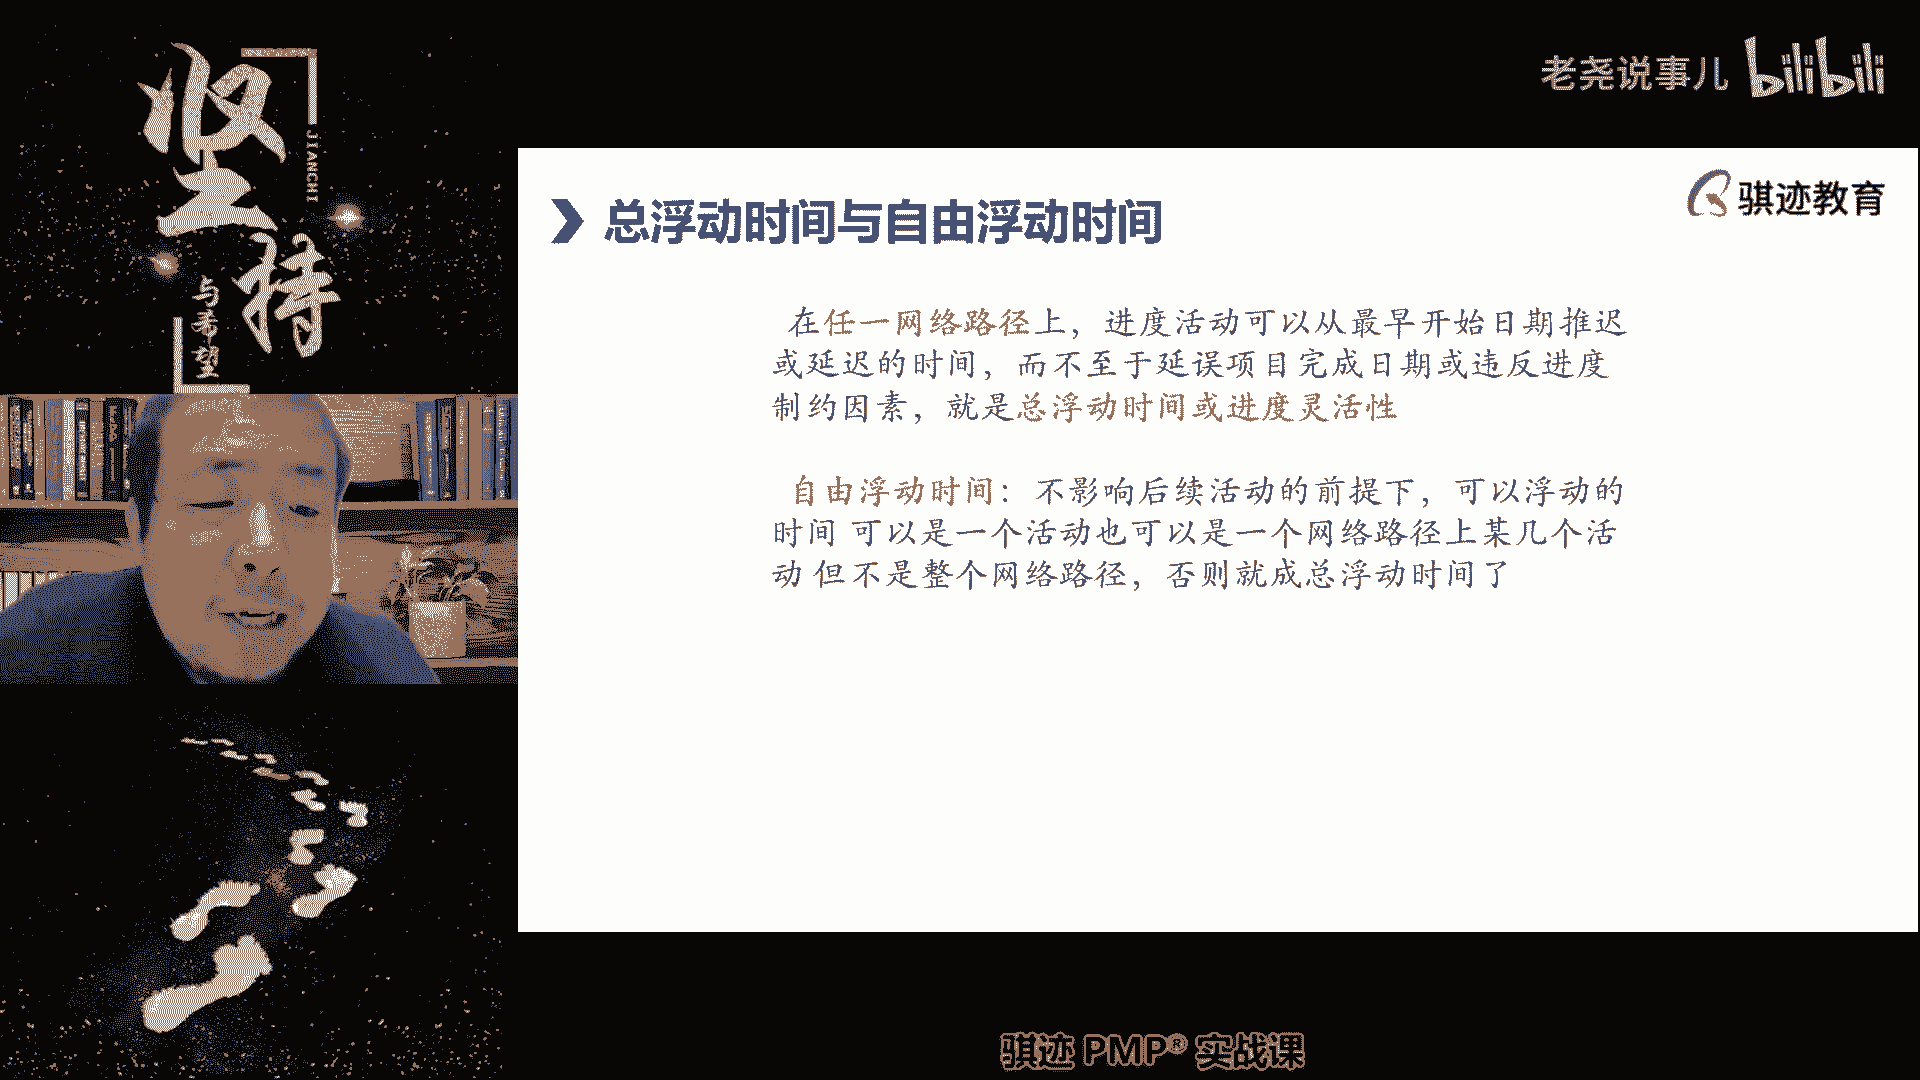 坚持
JIANCHI
与希望
老尧说事儿 bilibili
骐迹教育
总浮动时间与自由浮动时间
在任一网络路径上，进度活动可以从最早开始日期推迟
或延迟的时间，而不至于延误项目完成日期或违反进度
制约因素，就是总浮动时间或进度灵活性
自由浮动时间：不影响后续活动的前提下，可以浮动的
时间 可以是一个活动也可以是一个网络路径上某几个活
动 但不是整个网络路径，否则就成总浮动时间了
骐迹 PMP® 实战课